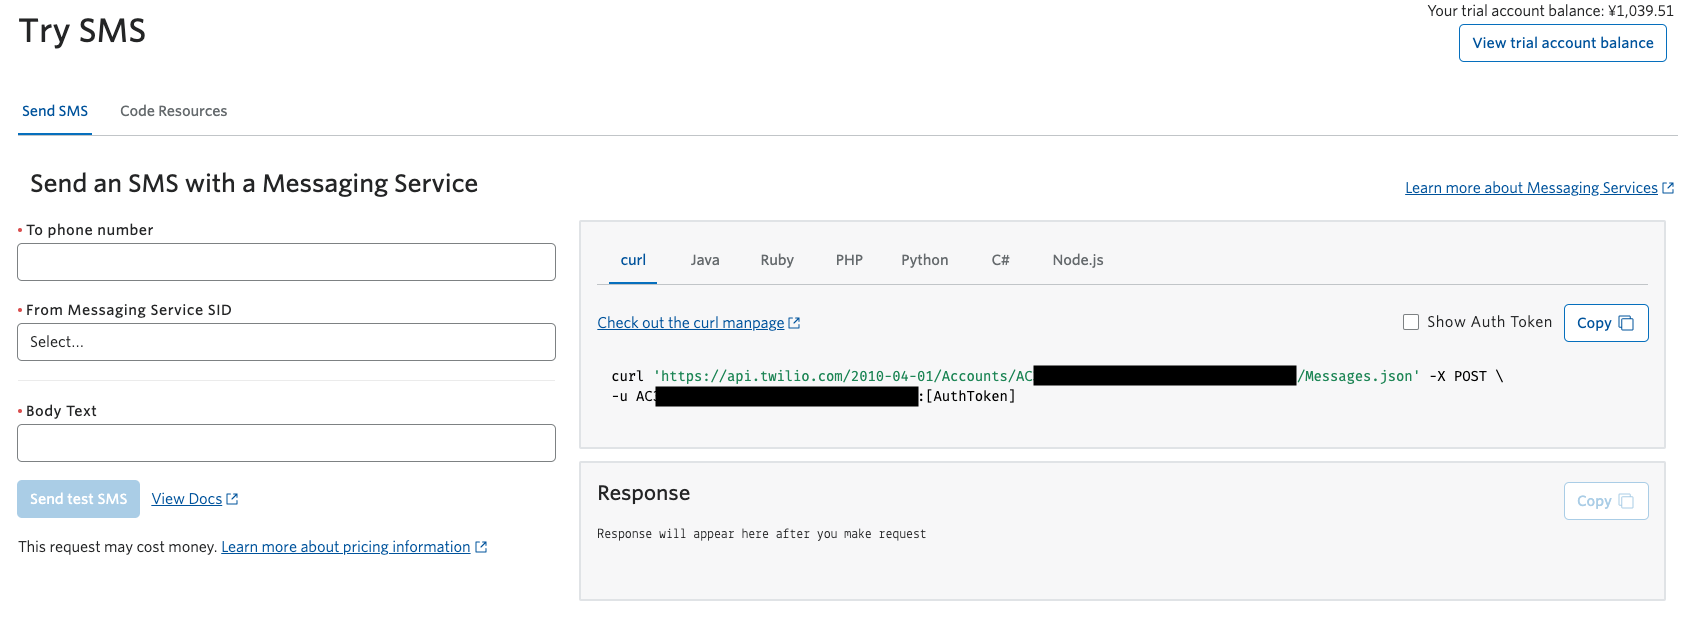 Try SMS
Your trial account balance: ¥1,039.51
View trial account balance
Send SMS
Code Resources
Send an SMS with a Messaging Service
Learn more about Messaging Services
• To phone number
• From Messaging Service SID
Select...
• Body Text
Send test SMS
View Docs
This request may cost money. Learn more about pricing information
curl
Java
Ruby
PHP
Python
C#
Node.js
Check out the curl manpage
Show Auth Token
Copy
curl 'https://api.twilio.com/2010-04-01/Accounts/AC /Messages.json' -X POST \
-u AC :[AuthToken]
Response
Copy
Response will appear here after you make request